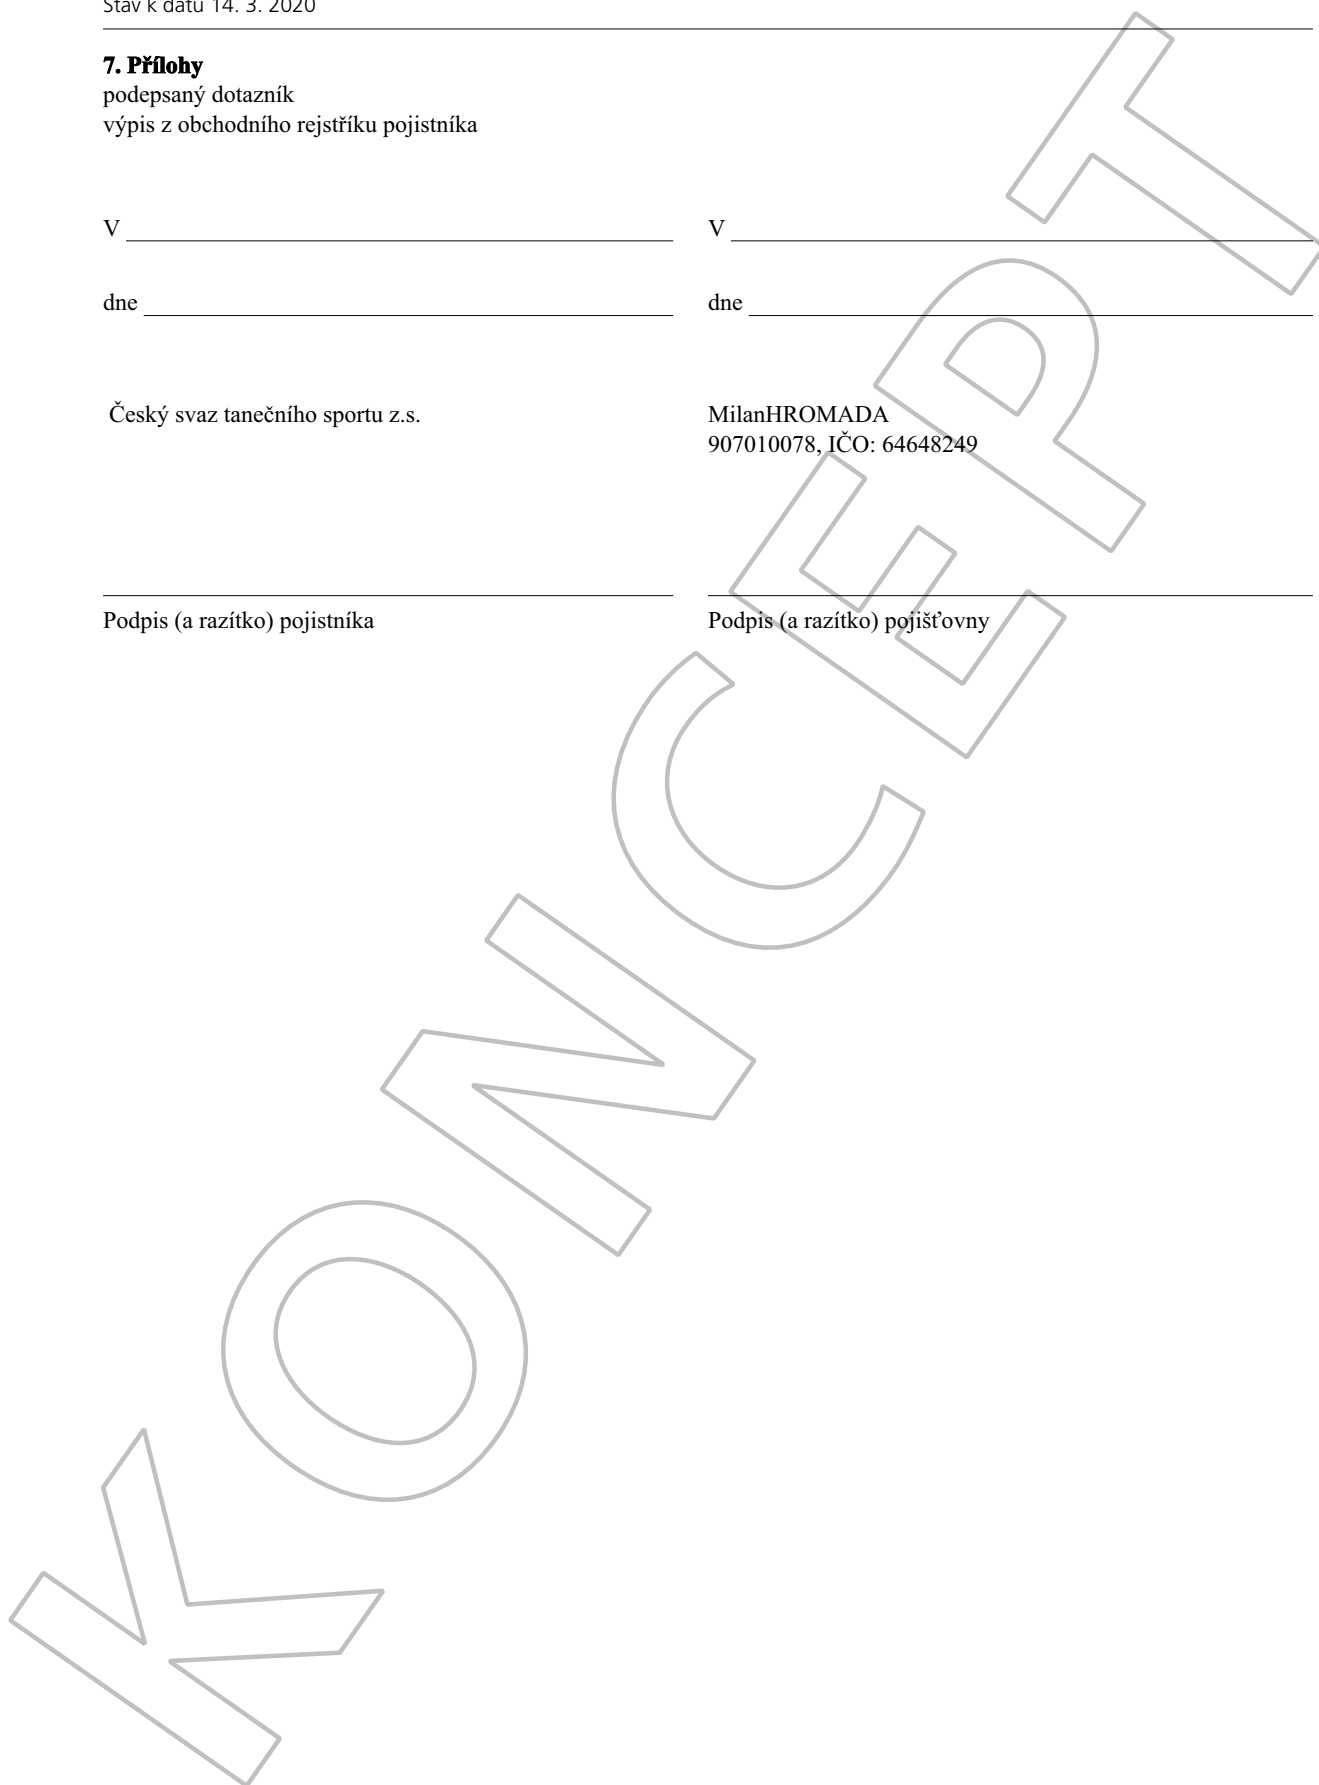 Stav k datu 14. 3. 2020
7. Přílohy
podepsaný dotazník
výpis z obchodního rejstříku pojistníka
V
V
dne
dne
Český svaz tanečního sportu z.s.
MilanHROMADA
907010078, IČO: 64648249
Podpis (a razítko) pojistníka
Podpis (a razítko) pojišťovny
KONCEPT